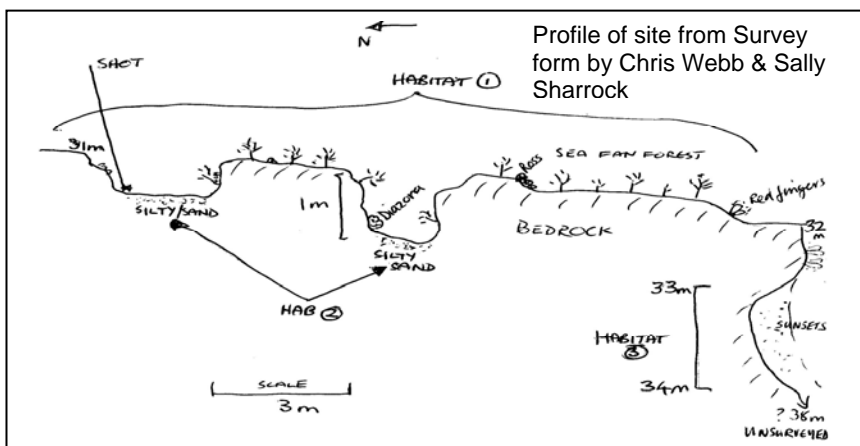 Profile of site from Survey
form by Chris Webb & Sally
Sharrock
N
SHOT
HABITAT ①
31m
Ross
SEA FAN FOREST
Red fingers
Diazona
1m
SILTY/SAND
SILTY
SAND
BEDROCK
32
m
HAB ②
33m
SUNSETS
HABITAT
③
34m
SCALE
3m
? 38m
UNSURVEYED